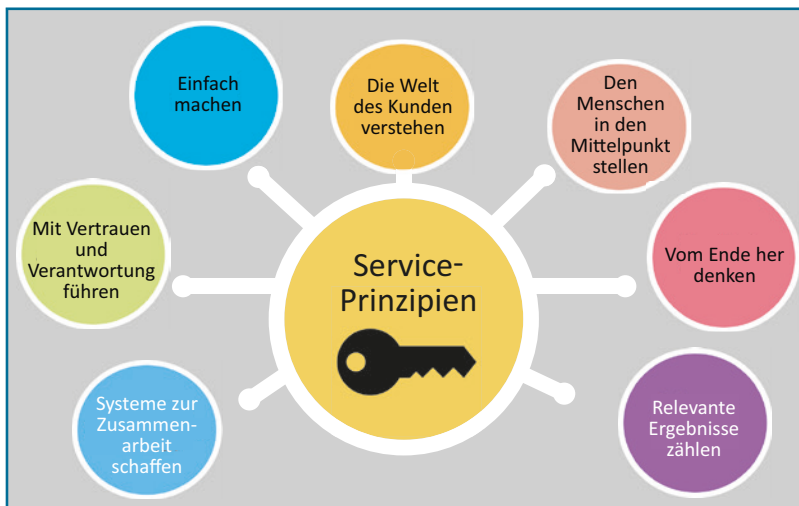 Einfach
machen
Die Welt
des Kunden
verstehen
Den
Menschen
in den
Mittelpunkt
stellen
Mit Vertrauen
und
Verantwortung
führen
Service-
Prinzipien
Vom Ende her
denken
Systeme zur
Zusammen-
arbeit
schaffen
Relevante
Ergebnisse
zählen